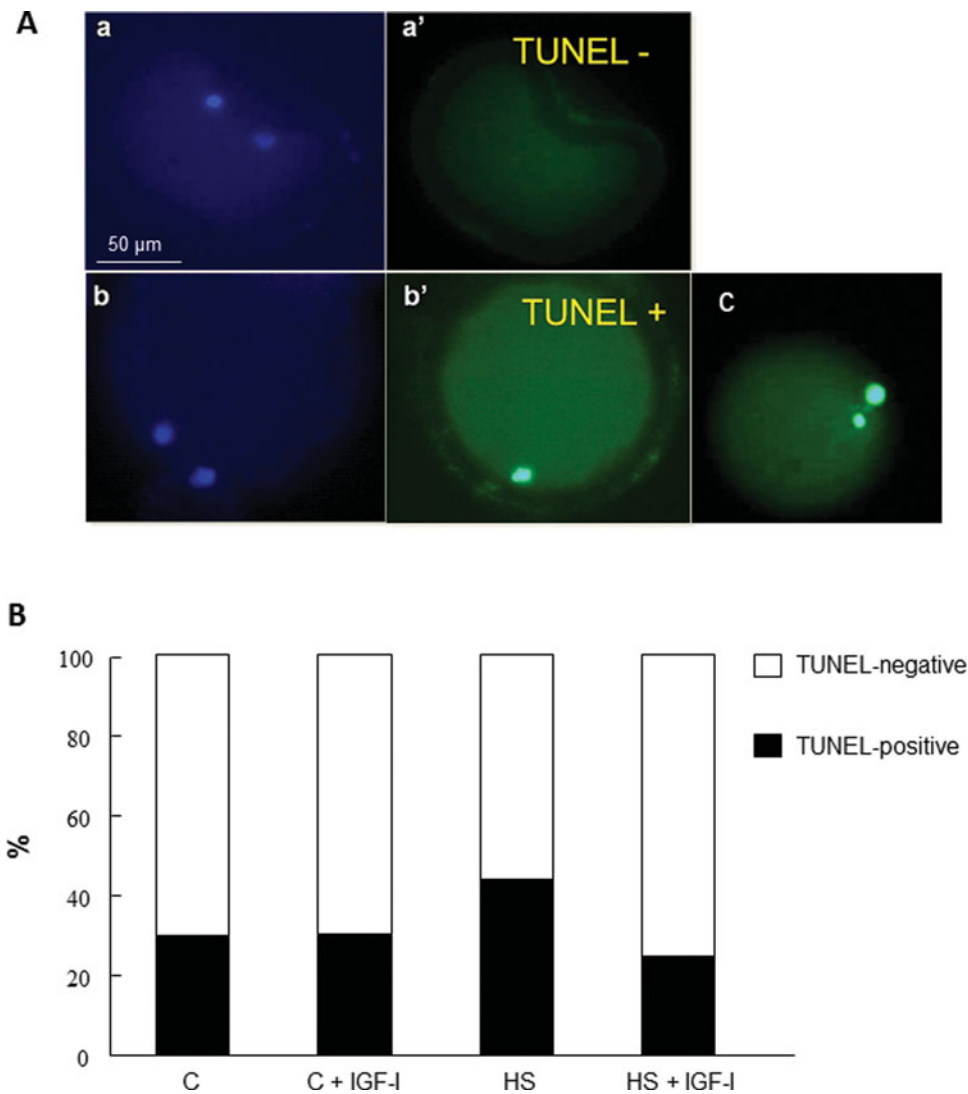 A
a
a'
TUNEL -
50 µm
b
b'
TUNEL +
C
B
100
80
60
40
20
0
%
TUNEL-negative
TUNEL-positive
C
C + IGF-I
HS
HS + IGF-I